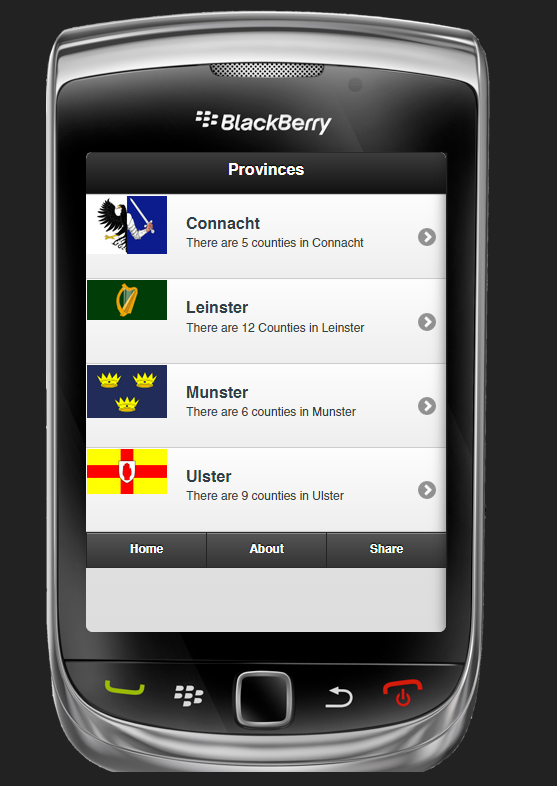 BlackBerry
Provinces
Connacht
There are 5 counties in Connacht
Leinster
There are 12 Counties in Leinster
Munster
There are 6 counties in Munster
Ulster
There are 9 counties in Ulster
Home About Share